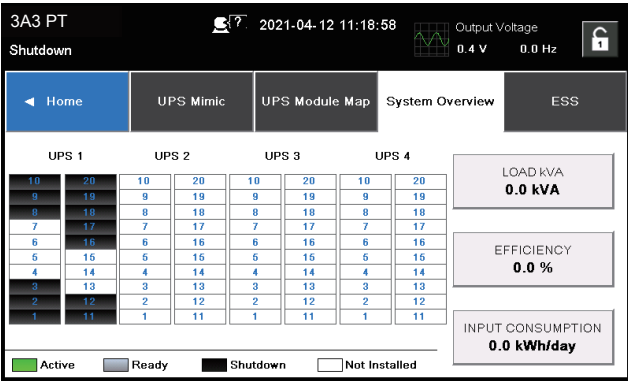 3A3 PT
Shutdown
? 2021-04-12 11:18:58
Output Voltage
0.4 V 0.0 Hz
1
◄ Home UPS Mimic UPS Module Map System Overview ESS
UPS 1 UPS 2 UPS 3 UPS 4
10 20 10 20 10 20 10 20
9 19 9 19 9 19 9 19
8 18 8 18 8 18 8 18
7 17 7 17 7 17 7 17
6 16 6 16 6 16 6 16
5 15 5 15 5 15 5 15
4 14 4 14 4 14 4 14
3 13 3 13 3 13 3 13
2 12 2 12 2 12 2 12
1 11 1 11 1 11 1 11
LOAD kVA
0.0 kVA
EFFICIENCY
0.0 %
INPUT CONSUMPTION
0.0 kWh/day
Active Ready Shutdown Not Installed